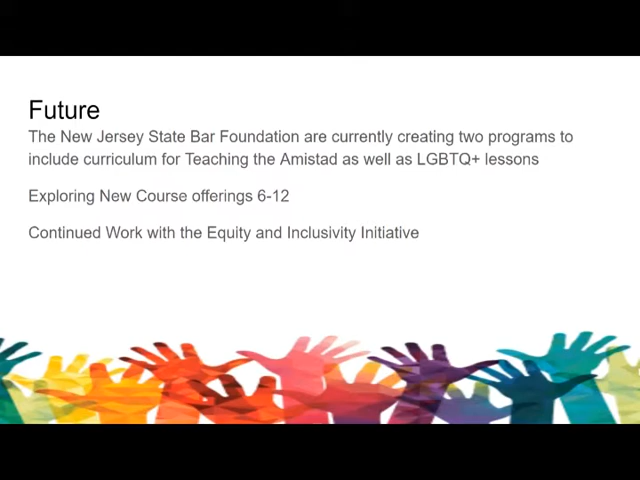 Future
The New Jersey State Bar Foundation are currently creating two programs to
include curriculum for Teaching the Amistad as well as LGBTQ+ lessons
Exploring New Course offerings 6-12
Continued Work with the Equity and Inclusivity Initiative